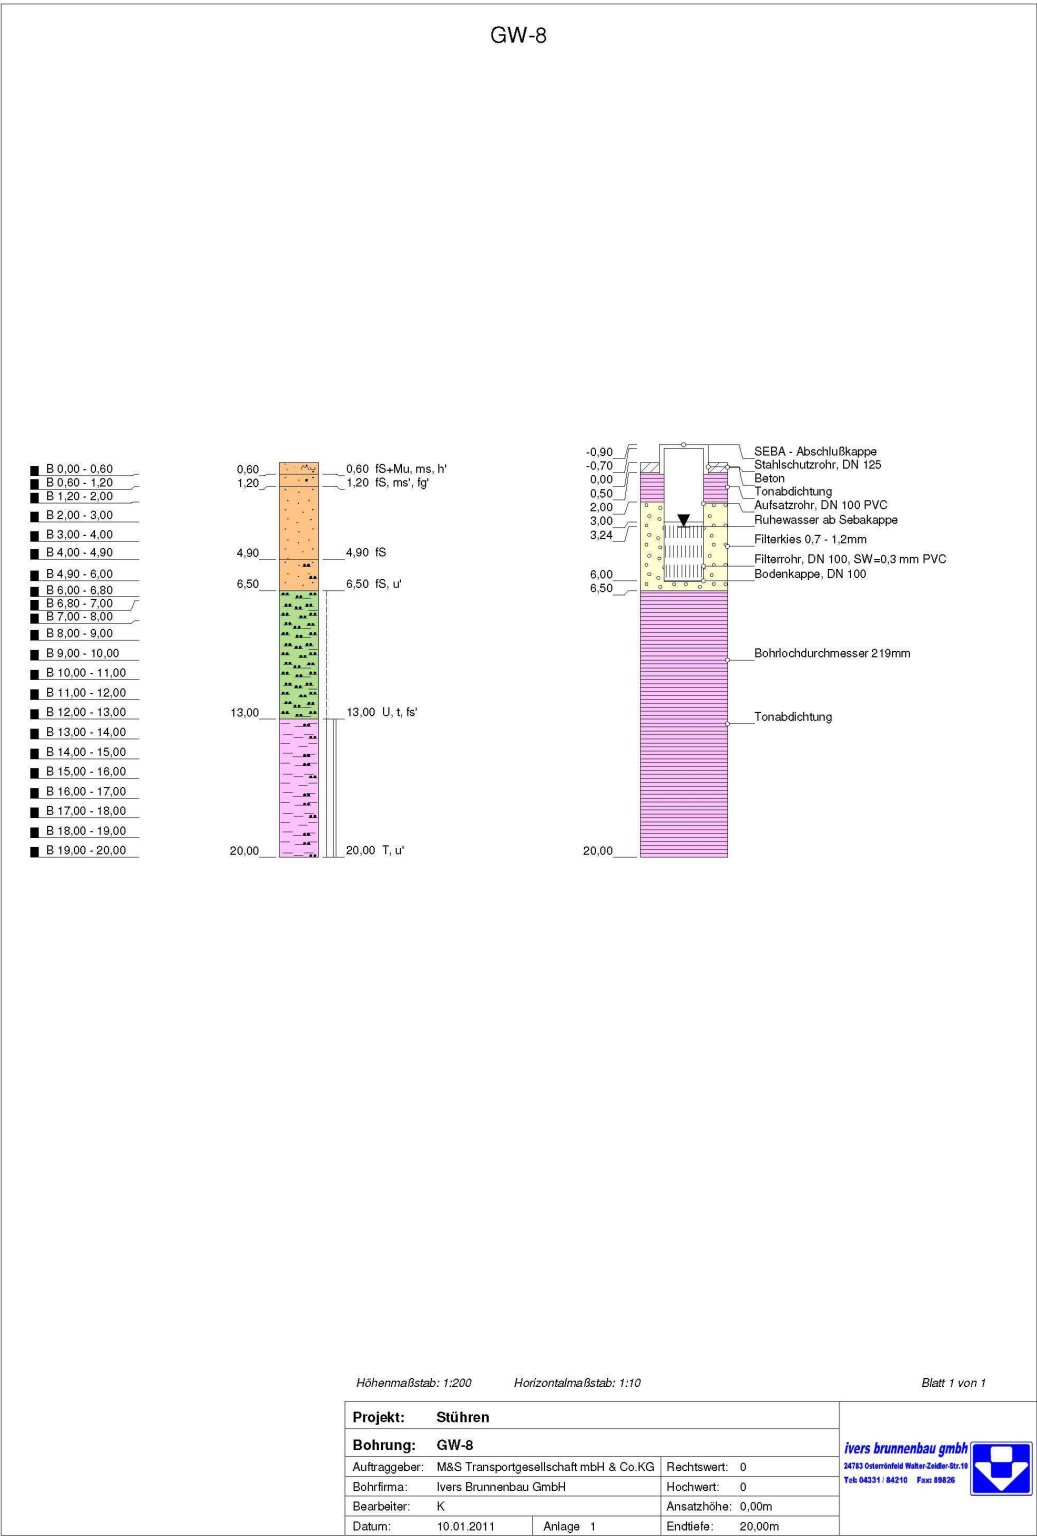 GW-8
B 0,00 - 0,60
B 0,60 - 1,20
B 1,20 - 2,00
B 2,00 - 3,00
B 3,00 - 4,00
B 4,00 - 4,90
B 4,90 - 6,00
B 6,00 - 6,80
B 6,80 - 7,00
B 7,00 - 8,00
B 8,00 - 9,00
B 9,00 - 10,00
B 10,00 - 11,00
B 11,00 - 12,00
B 12,00 - 13,00
B 13,00 - 14,00
B 14,00 - 15,00
B 15,00 - 16,00
B 16,00 - 17,00
B 17,00 - 18,00
B 18,00 - 19,00
B 19,00 - 20,00
0,60 0,60 fS+Mu, ms, h'
1,20 1,20 fS, ms', fg'
4,90 4,90 fS
6,50 6,50 fS, u'
13,00 13,00 U, t, fs'
20,00 20,00 T, u'
-0,90
-0,70
0,00
0,50
2,00
3,00
3,24
6,00
6,50
20,00
SEBA - Abschlußkappe
Stahlschutzrohr, DN 125
Beton
Tonabdichtung
Aufsatzrohr, DN 100 PVC
Ruhewasser ab Sebakappe
Filterkies 0,7 - 1,2mm
Filterrohr, DN 100, SW=0,3 mm PVC
Bodenkappe, DN 100
Bohrlochdurchmesser 219mm
Tonabdichtung
Höhenmaßstab: 1:200 Horizontalmaßstab: 1:10 Blatt 1 von 1
Projekt: Stühren
Bohrung: GW-8
Auftraggeber: M&S Transportgesellschaft mbH & Co.KG Rechtswert: 0
Bohrfirma: Ivers Brunnenbau GmbH Hochwert: 0
Bearbeiter: K Ansatzhöhe: 0,00m
Datum: 10.01.2011 Anlage 1 Endtiefe: 20,00m
ivers brunnenbau gmbh
24783 Osterrönfeld Walter-Zeidler-Str.10
Tel: 04331 / 84210 Fax: 89826